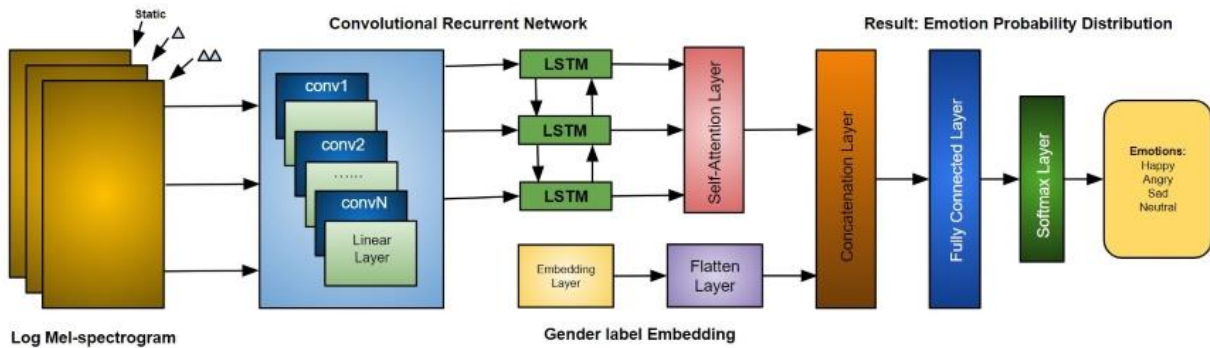 Static
Δ
ΔΔ
Log Mel-spectrogram
Convolutional Recurrent Network
conv1
conv2
......
convN
Linear
Layer
LSTM
LSTM
LSTM
Self-Attention Layer
Embedding
Layer
Flatten
Layer
Gender label Embedding
Result: Emotion Probability Distribution
Concatenation Layer
Fully Connected Layer
Softmax Layer
Emotions:
Happy
Angry
Sad
Neutral